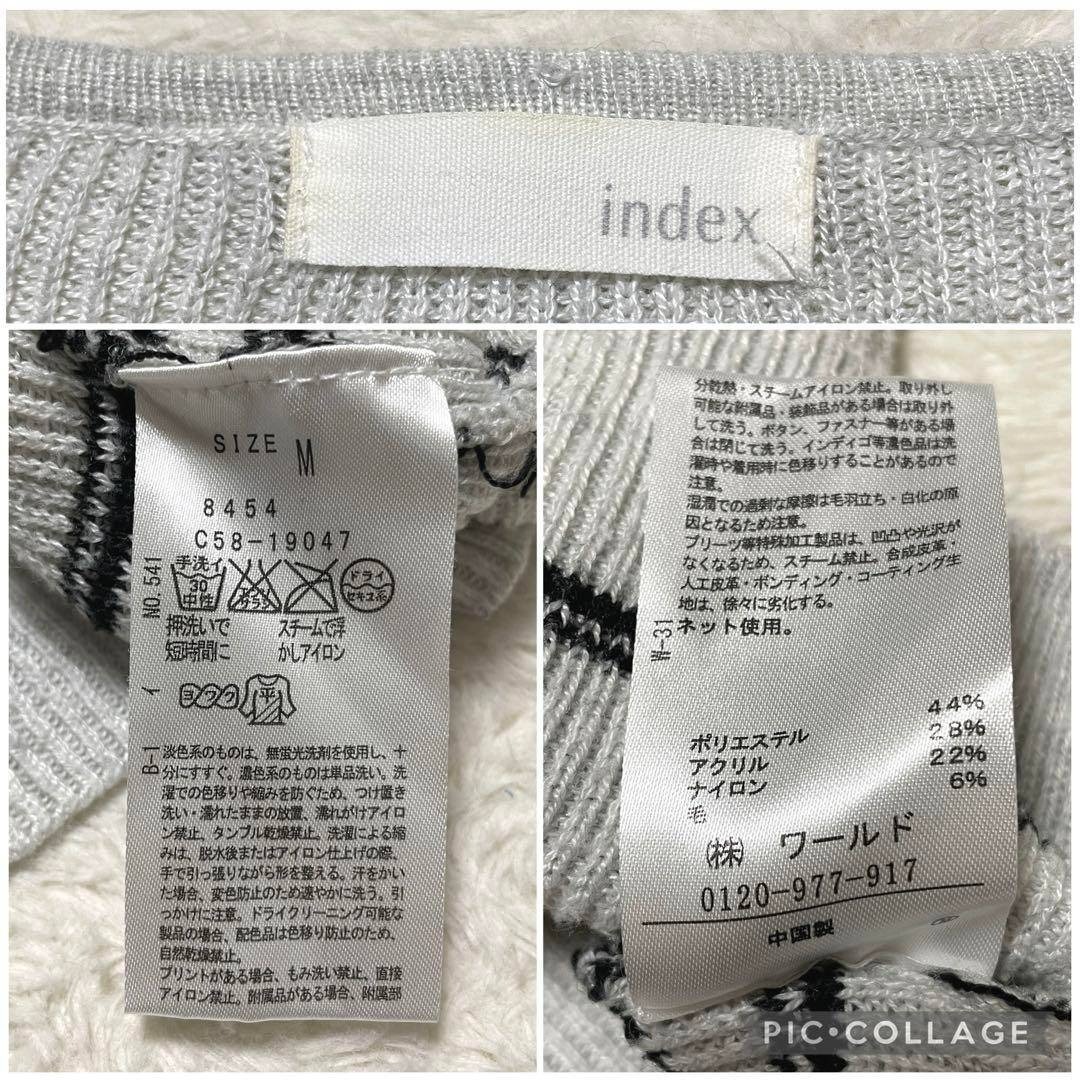 index
SIZE M
8454
C58-19047
手洗イ
30
中性
サラシ
ドライ
セキユ系
押洗いで
短時間に
スチームで浮
かしアイロン
ヨワク
平
NO.541
イ
B-1
淡色系のものは、無蛍光洗剤を使用し、十
分にすすぐ。濃色系のものは単品洗い。洗
濯での色移りや縮みを防ぐため、つけ置き
洗い・濡れたままの放置、濡れがけアイロ
ン禁止。タンブル乾燥禁止。洗濯による縮
みは、脱水後またはアイロン仕上げの際、
手で引っ張りながら形を整える。汗をかい
た場合、変色防止のため速やかに洗う。引
っかけに注意。ドライクリーニング可能な
製品の場合、配色品は色移り防止のため、
自然乾燥禁止。
プリントがある場合、もみ洗い禁止、直接
アイロン禁止。附属品がある場合、附属部
分乾熱・スチームアイロン禁止。取り外し
可能な附属品・装飾品がある場合は取り外
して洗う。ボタン、ファスナー等がある場
合は閉じて洗う。インディゴ等濃色品は洗
濯時や着用時に色移りすることがあるので
注意。
湿潤での過剰な摩擦は毛羽立ち・白化の原
因となるため注意。
プリーツ等特殊加工製品は、凹凸や光沢が
なくなるため、スチーム禁止。合成皮革・
人工皮革・ボンディング・コーティング生
地は、徐々に劣化する。
ネット使用。
W-31
44%
ポリエステル 28%
アクリル 22%
ナイロン 6%
毛
(株) ワールド
0120-977-917
中国製
PIC•COLLAGE